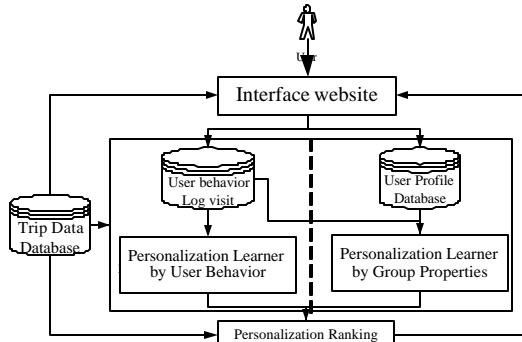 User
Interface website
User behavior
Log visit
User Profile
Database
Trip Data
Database
Personalization Learner
by User Behavior
Personalization Learner
by Group Properties
Personalization Ranking